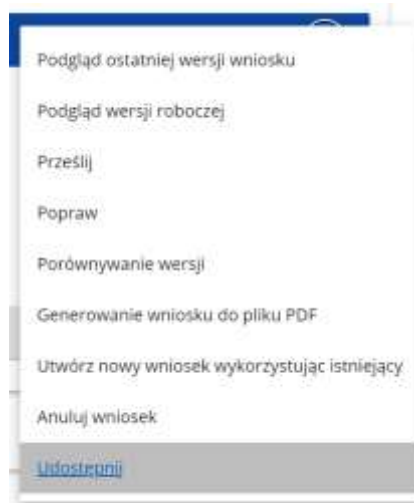 Podgląd ostatniej wersji wniosku
Podgląd wersji roboczej
Prześlij
Popraw
Porównywanie wersji
Generowanie wniosku do pliku PDF
Utwórz nowy wniosek wykorzystując istniejący
Anuluj wniosek
Udostępnij